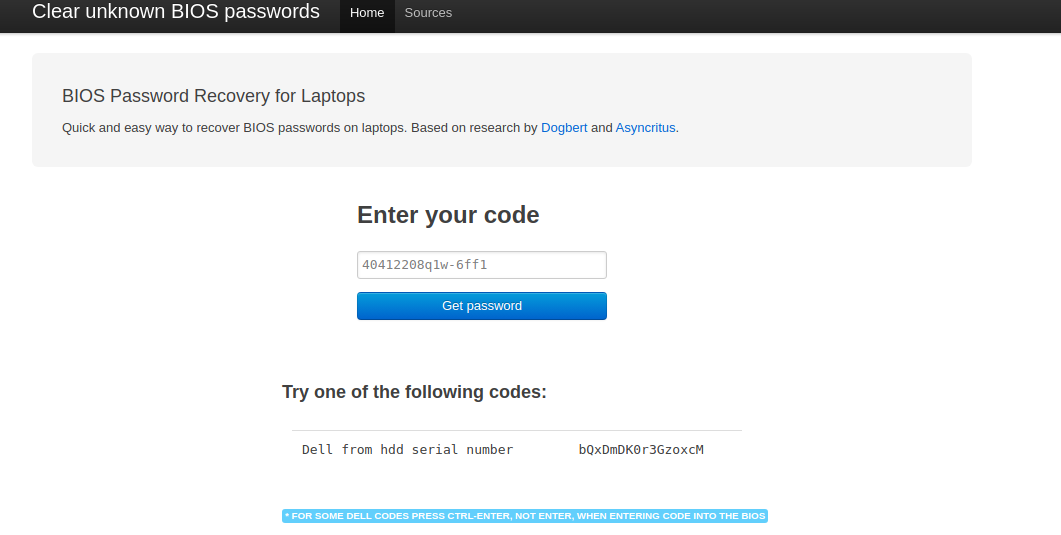 Clear unknown BIOS passwords Home Sources
BIOS Password Recovery for Laptops
Quick and easy way to recover BIOS passwords on laptops. Based on research by Dogbert and Asyncritus.
Enter your code
40412208q1w-6ff1
Get password
Try one of the following codes:
Dell from hdd serial number bQxDmDK0r3GzoxcM
* FOR SOME DELL CODES PRESS CTRL-ENTER, NOT ENTER, WHEN ENTERING CODE INTO THE BIOS